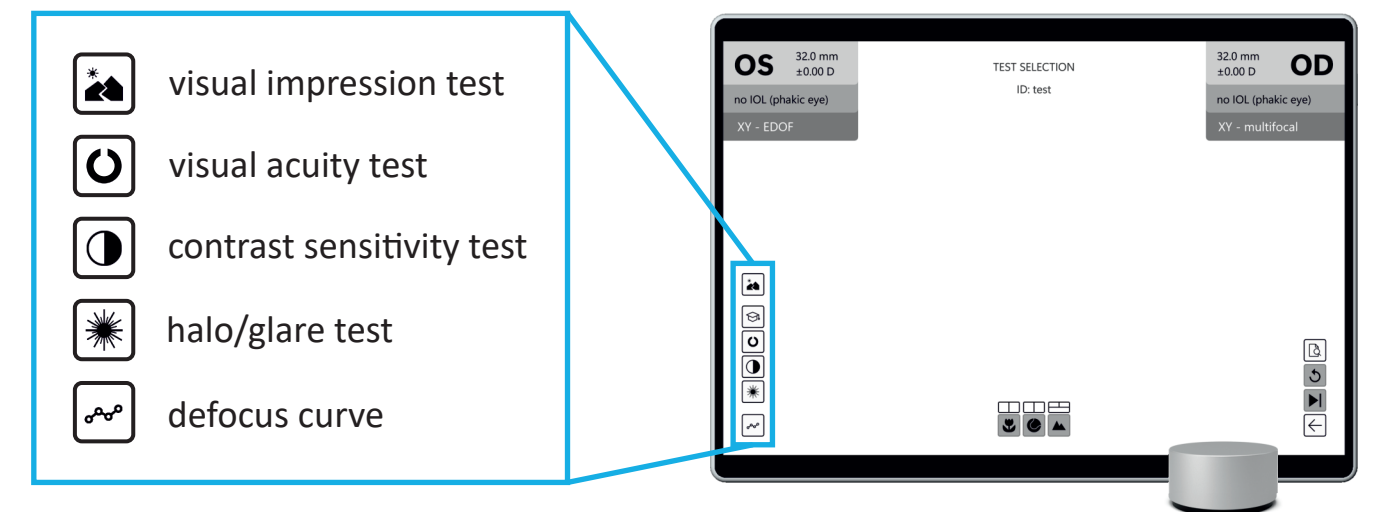 visual impression test
visual acuity test
contrast sensitivity test
halo/glare test
defocus curve
OS
32.0 mm
±0.00 D
no IOL (phakic eye)
XY - EDOF
TEST SELECTION
ID: test
32.0 mm
±0.00 D
OD
no IOL (phakic eye)
XY - multifocal